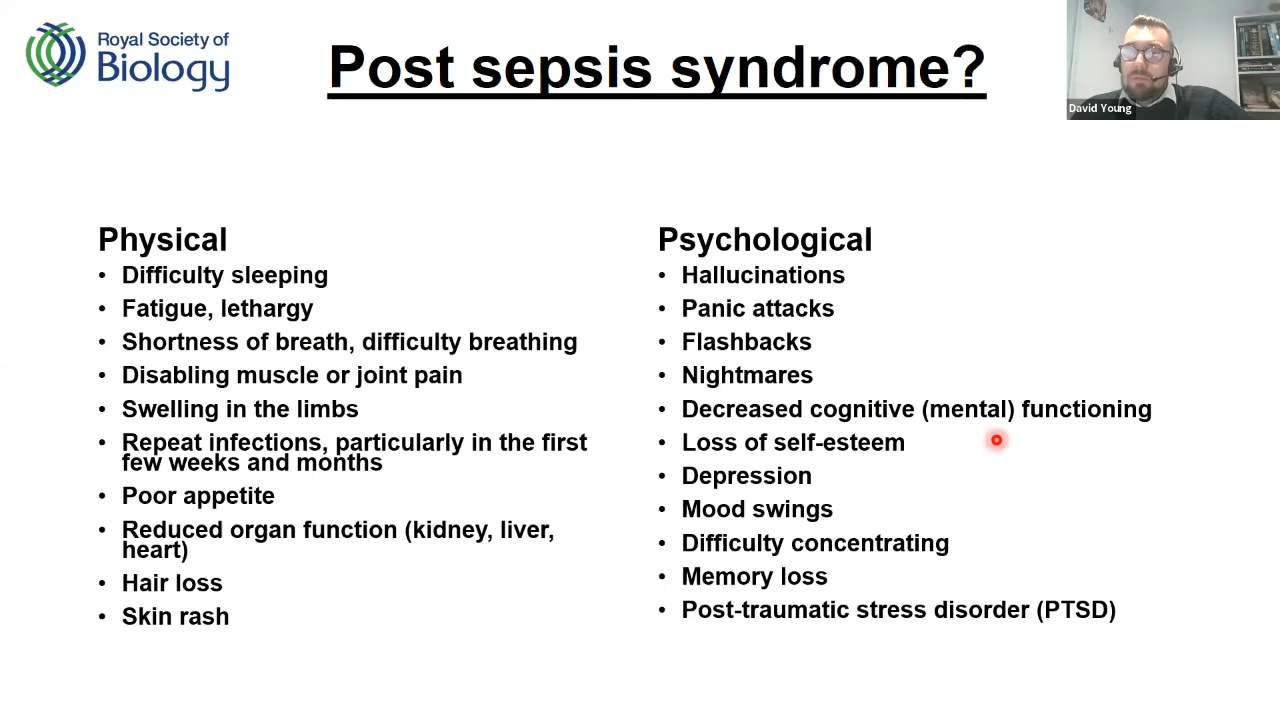 Royal Society of
Biology
Post sepsis syndrome?
David Young
Physical
• Difficulty sleeping
• Fatigue, lethargy
• Shortness of breath, difficulty breathing
• Disabling muscle or joint pain
• Swelling in the limbs
• Repeat infections, particularly in the first
few weeks and months
• Poor appetite
• Reduced organ function (kidney, liver,
heart)
• Hair loss
• Skin rash
Psychological
• Hallucinations
• Panic attacks
• Flashbacks
• Nightmares
• Decreased cognitive (mental) functioning
• Loss of self-esteem
• Depression
• Mood swings
• Difficulty concentrating
• Memory loss
• Post-traumatic stress disorder (PTSD)